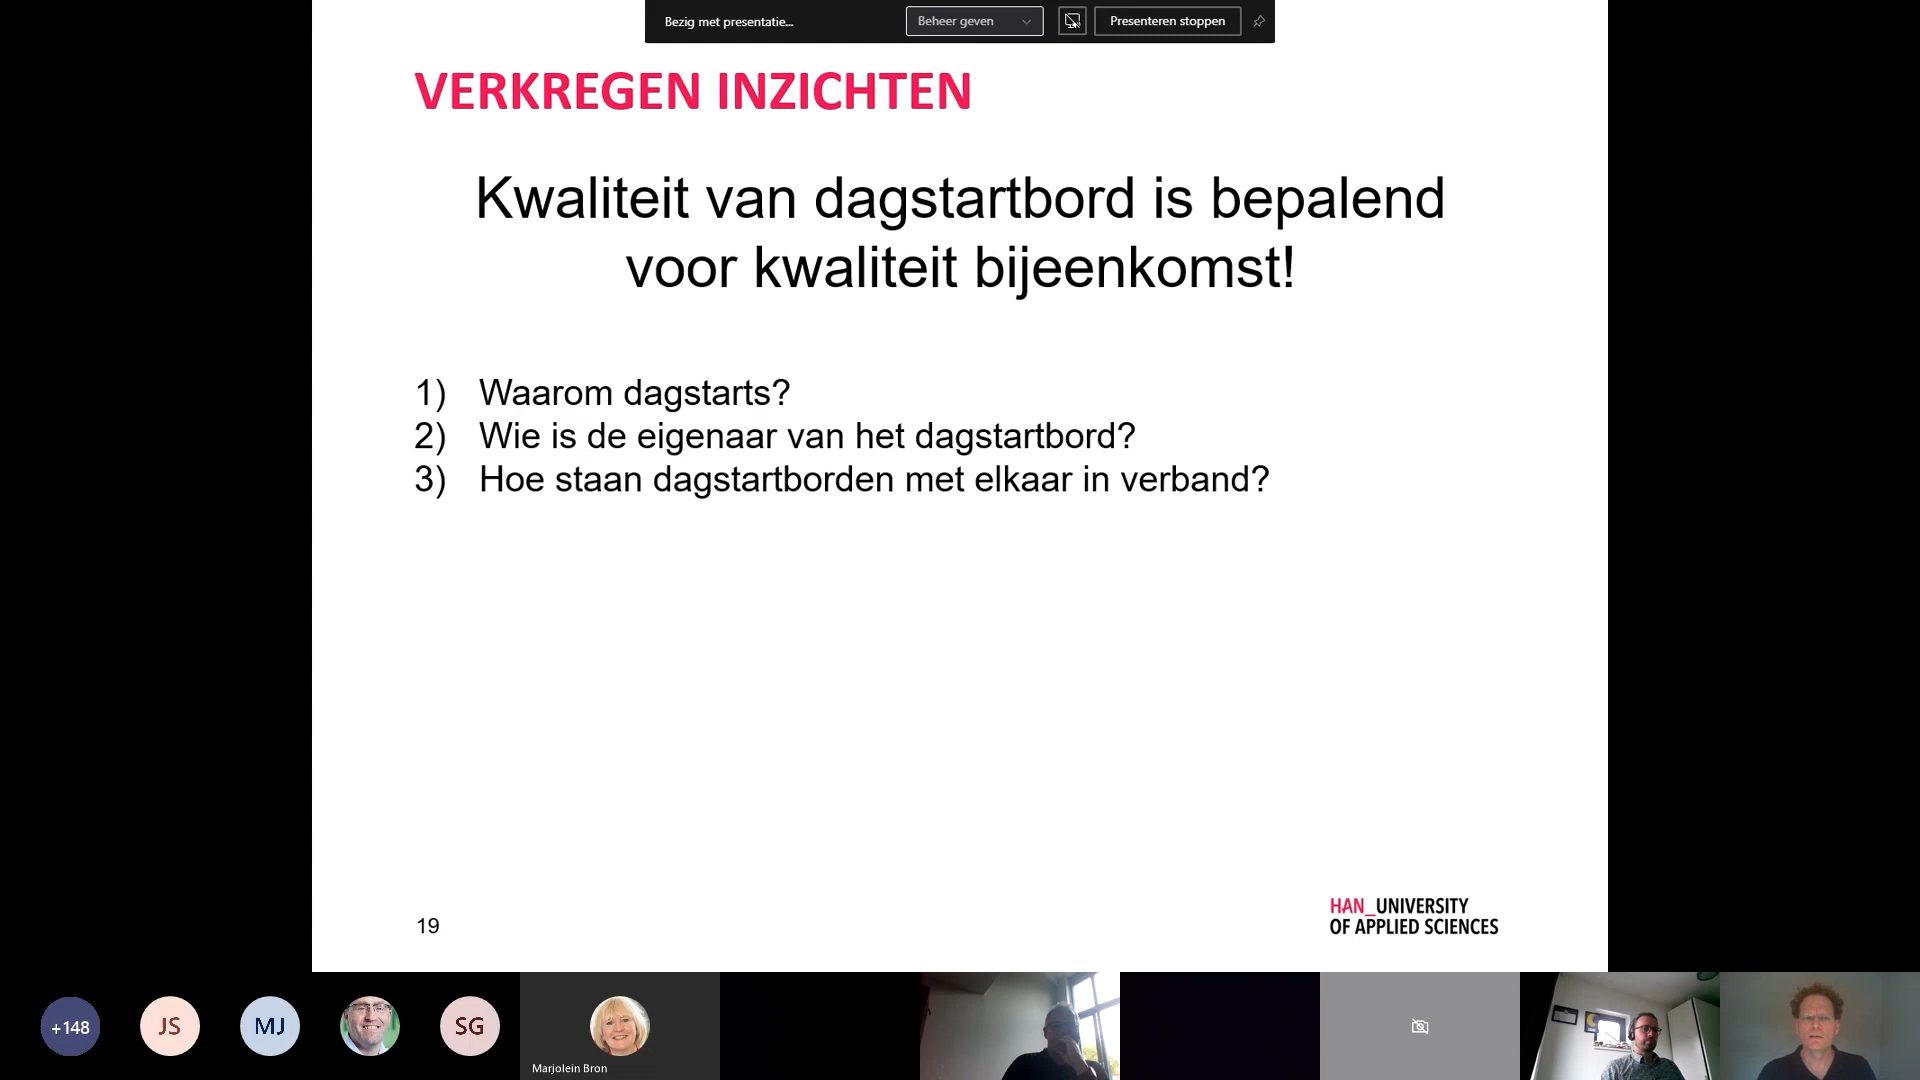 Bezig met presentatie...
Beheer geven
Presenteren stoppen
VERKREGEN INZICHTEN
Kwaliteit van dagstartbord is bepalend
voor kwaliteit bijeenkomst!
1) Waarom dagstarts?
2) Wie is de eigenaar van het dagstartbord?
3) Hoe staan dagstartborden met elkaar in verband?
19
HAN_UNIVERSITY
OF APPLIED SCIENCES
+148
JS
MJ
SG
Marjolein Bron